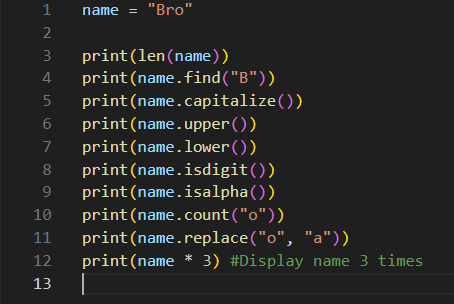 1 name = "Bro"
2
3 print(len(name))
4 print(name.find("B"))
5 print(name.capitalize())
6 print(name.upper())
7 print(name.lower())
8 print(name.isdigit())
9 print(name.isalpha())
10 print(name.count("o"))
11 print(name.replace("o", "a"))
12 print(name * 3) #Display name 3 times
13